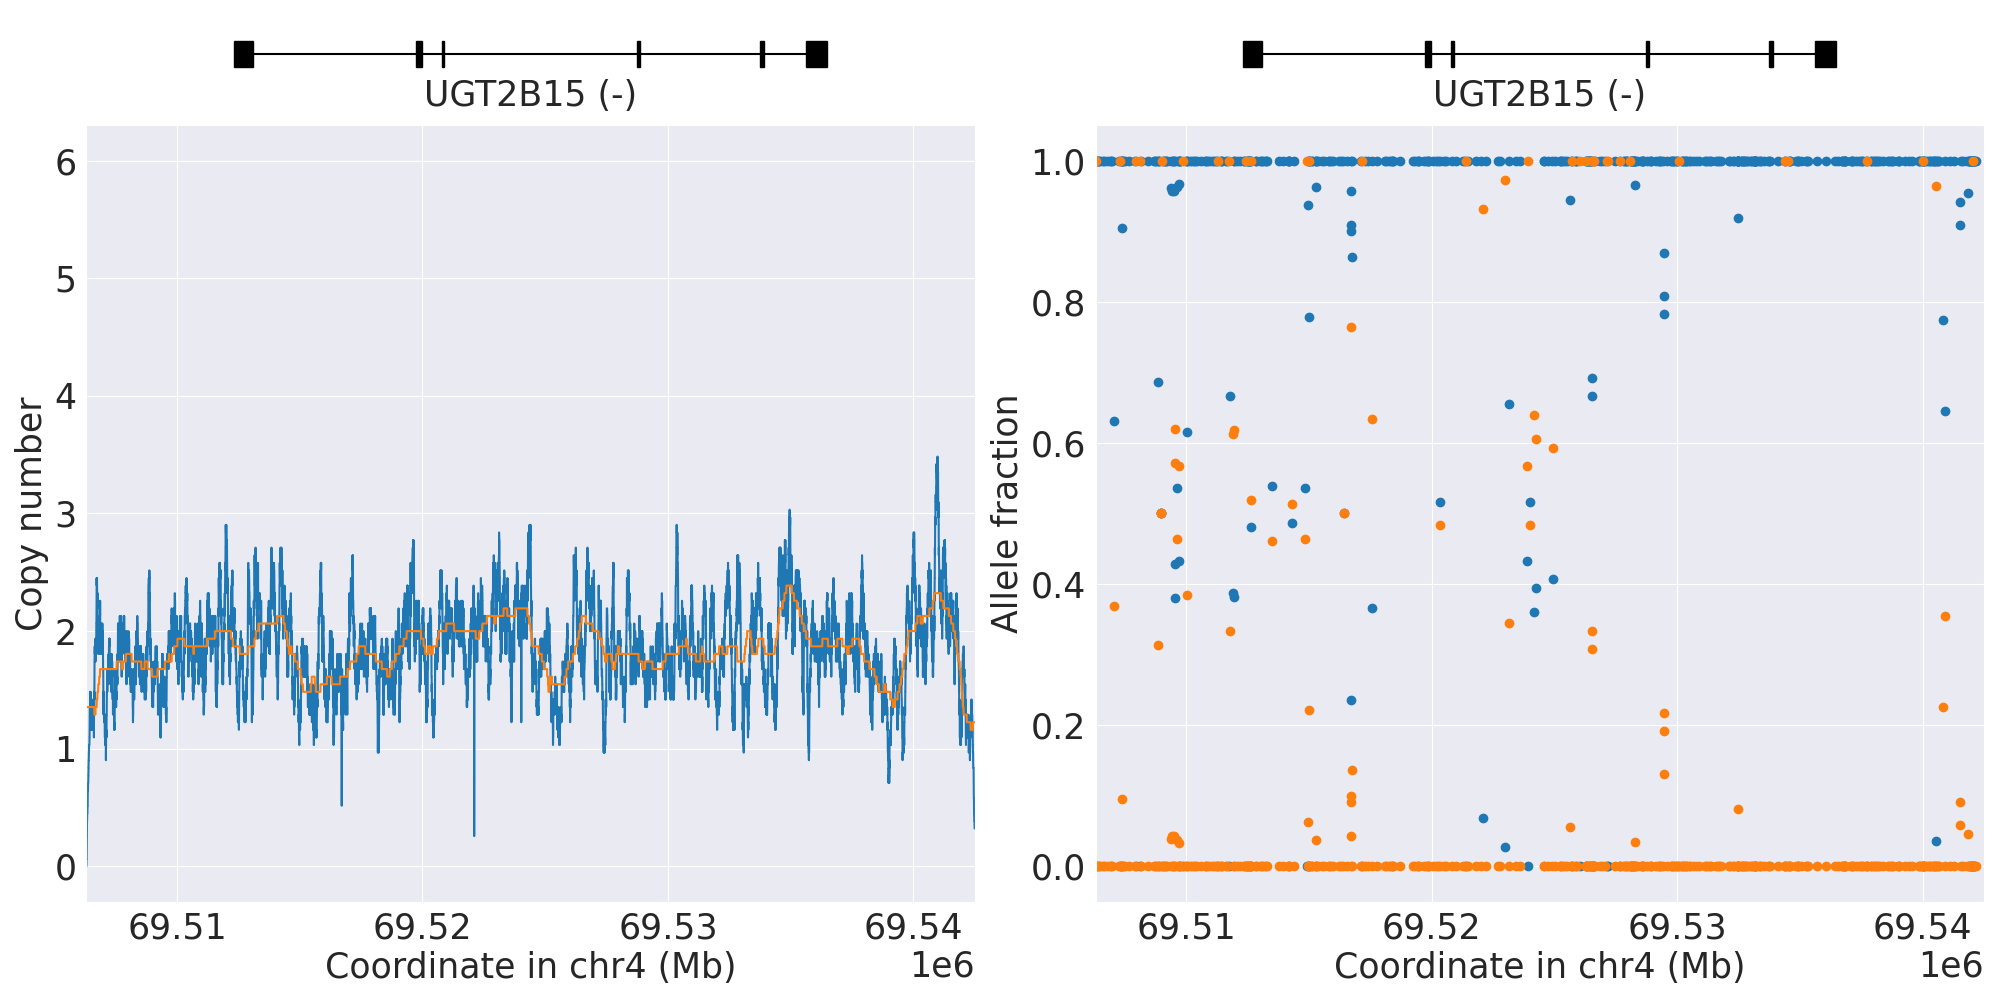 UGT2B15 (-)
6
5
4
3
2
1
0
Copy number
69.51 69.52 69.53 69.54
Coordinate in chr4 (Mb)
1e6
UGT2B15 (-)
1.0
0.8
0.6
0.4
0.2
0.0
Allele fraction
69.51 69.52 69.53 69.54
Coordinate in chr4 (Mb)
1e6